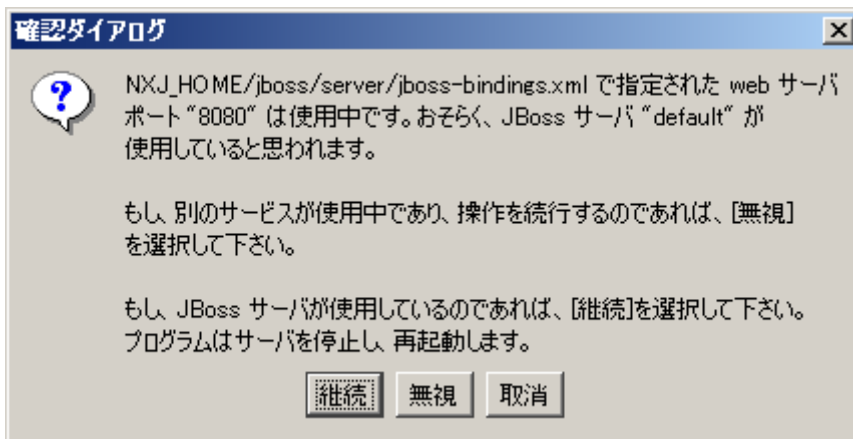 確認ダイアログ
NXJ_HOME/jboss/server/jboss-bindings.xml で指定された web サーバ
ポート "8080" は使用中です。おそらく、JBoss サーバ "default" が
使用していると思われます。
もし、別のサービスが使用中であり、操作を続行するのであれば、[無視]
を選択して下さい。
もし、JBoss サーバが使用しているのであれば、[継続]を選択して下さい。
プログラムはサーバを停止し、再起動します。
継続 無視 取消